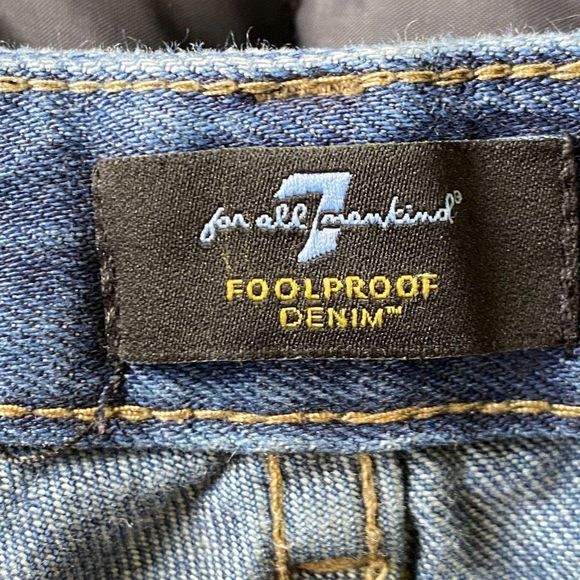 7
for all mankind®
FOOLPROOF
DENIM™